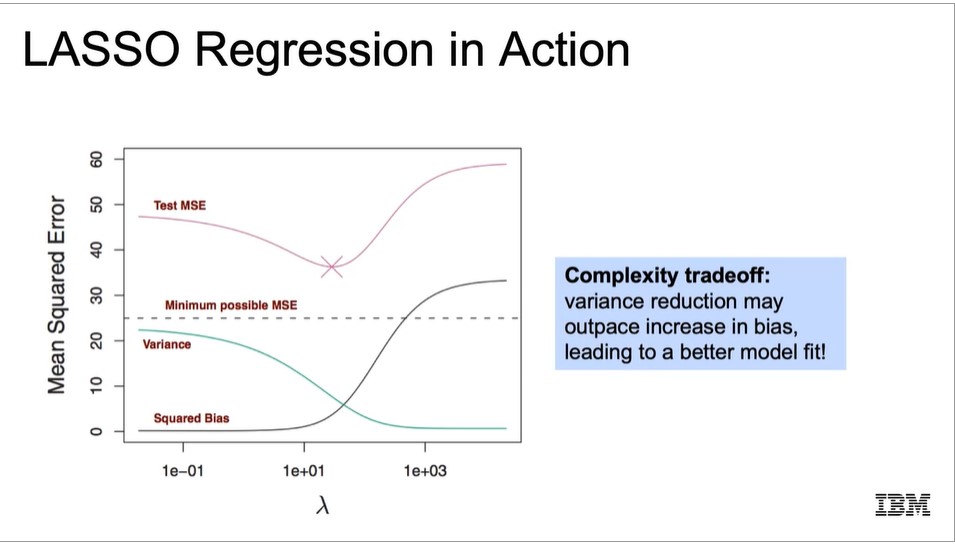 LASSO Regression in Action
60
50
40
30
20
10
0
Mean Squared Error
Test MSE
Minimum possible MSE
Variance
Squared Bias
1e−01
1e+01
1e+03
λ
Complexity tradeoff:
variance reduction may
outpace increase in bias,
leading to a better model fit!
IBM